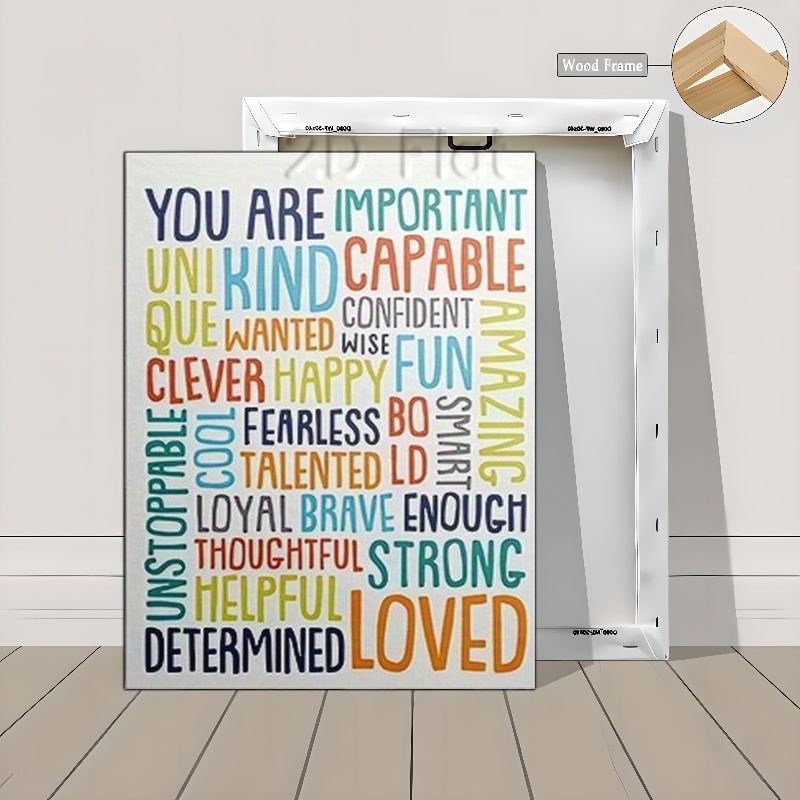 Wood Frame
2D Flat
YOU ARE IMPORTANT
UNI
QUE
KIND
CAPABLE
CONFIDENT
WANTED
WISE
AMAZING
CLEVER HAPPY FUN
UNSTOPPABLE
COOL
FEARLESS
BO
LD
SMART
TALENTED
LOYAL BRAVE ENOUGH
THOUGHTFUL STRONG
HELPFUL
LOVED
DETERMINED